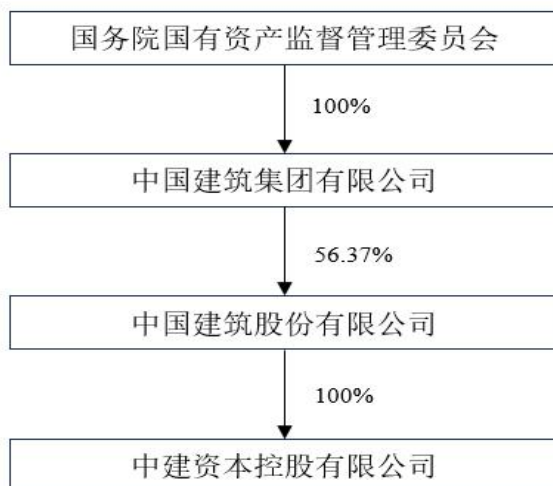 国务院国有资产监督管理委员会
100%
中国建筑集团有限公司
56.37%
中国建筑股份有限公司
100%
中建资本控股有限公司